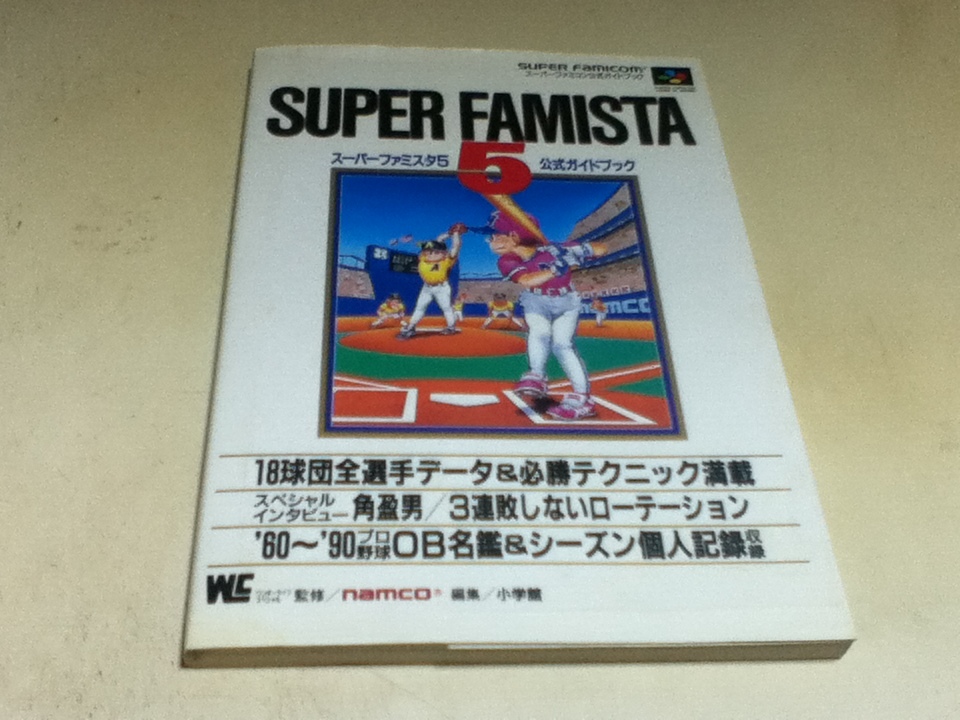 SUPER FAMICOM
スーパーファミコン公式ガイドブック
SUPER FAMISTA
5
スーパーファミスタ5 公式ガイドブック
namco
18球団全選手データ&必勝テクニック満載
スペシャルインタビュー 角盈男/3連敗しないローテーション
'60〜'90プロ野球OB名鑑&シーズン個人記録収録
WLC 監修/namco 編集/小学館